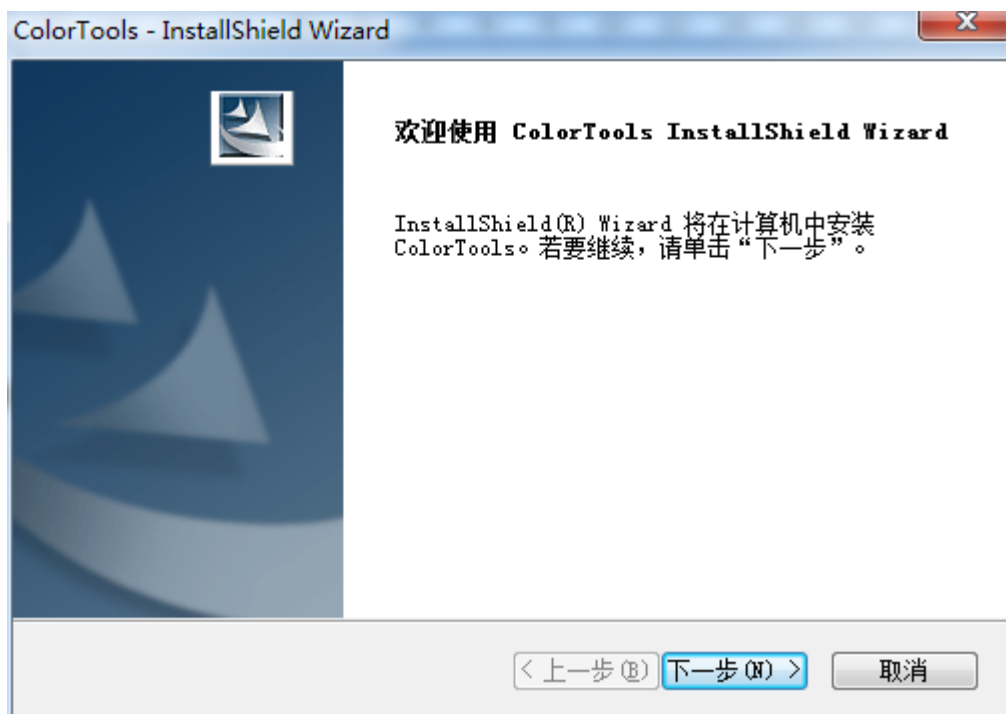 ColorTools - InstallShield Wizard
欢迎使用 ColorTools InstallShield Wizard
InstallShield(R) Wizard 将在计算机中安装
ColorTools。若要继续，请单击“下一步”。
< 上一步(B) 下一步(N) > 取消